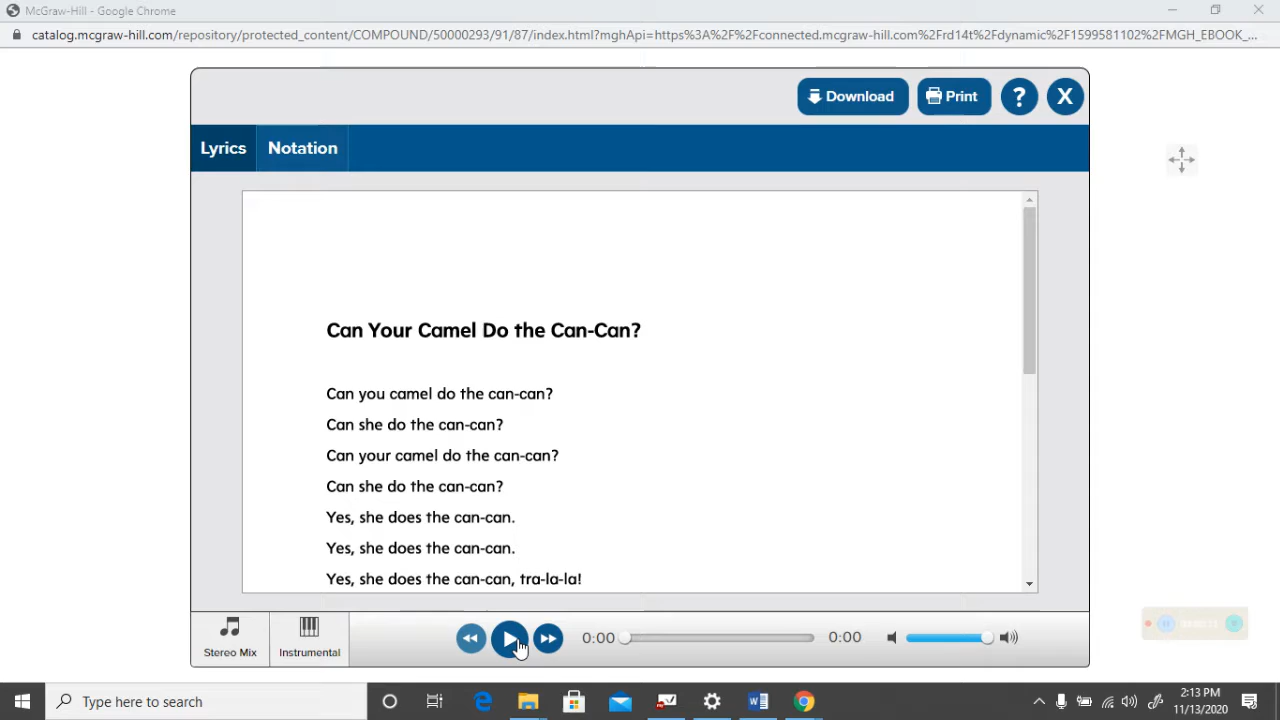 McGraw-Hill - Google Chrome
catalog.mcgraw-hill.com/repository/protected_content/COMPOUND/50000293/91/87/index.html?mghApi=https%3A%2F%2Fconnected.mcgraw-hill.com%2Frd14t%2Fdynamic%2F1599581102%2FMGH_EBOOK_...
Download Print ? X
Lyrics Notation
Can Your Camel Do the Can-Can?
Can you camel do the can-can?
Can she do the can-can?
Can your camel do the can-can?
Can she do the can-can?
Yes, she does the can-can.
Yes, she does the can-can.
Yes, she does the can-can, tra-la-la!
Stereo Mix Instrumental 0:00 0:00
Type here to search
2:13 PM
11/13/2020